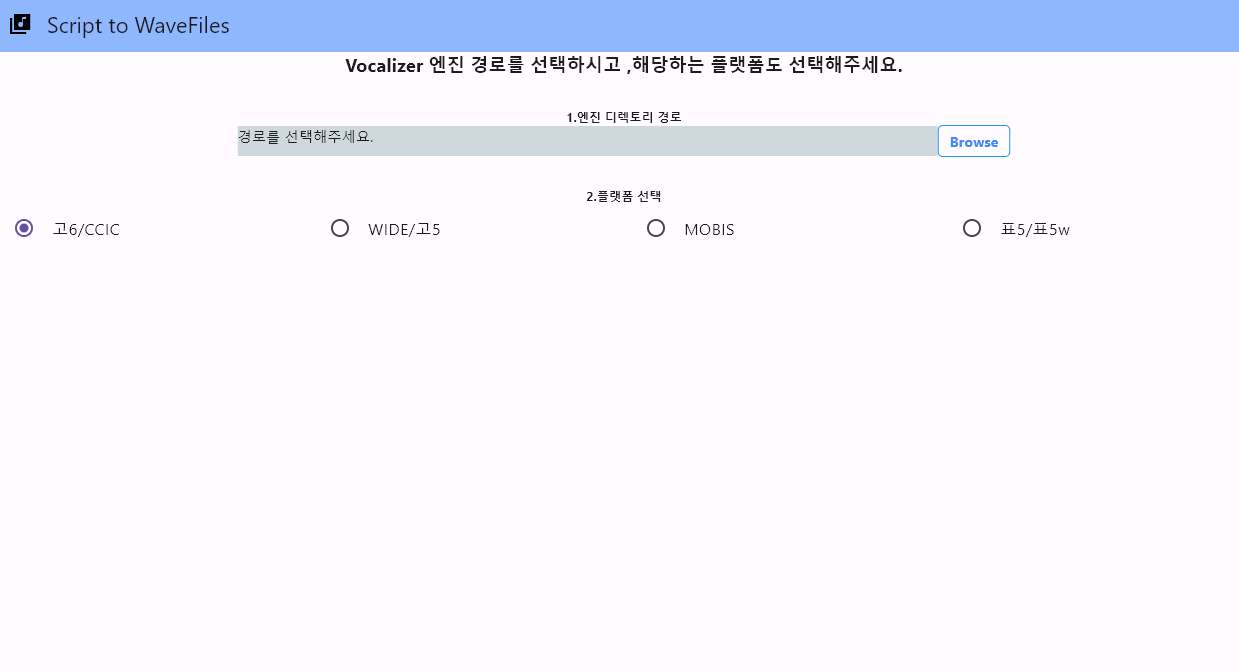 Script to WaveFiles
Vocalizer 엔진 경로를 선택하시고 ,해당하는 플랫폼도 선택해주세요.
1.엔진 디렉토리 경로
경로를 선택해주세요. Browse
2.플랫폼 선택
고6/CCIC WIDE/고5 MOBIS 표5/표5w